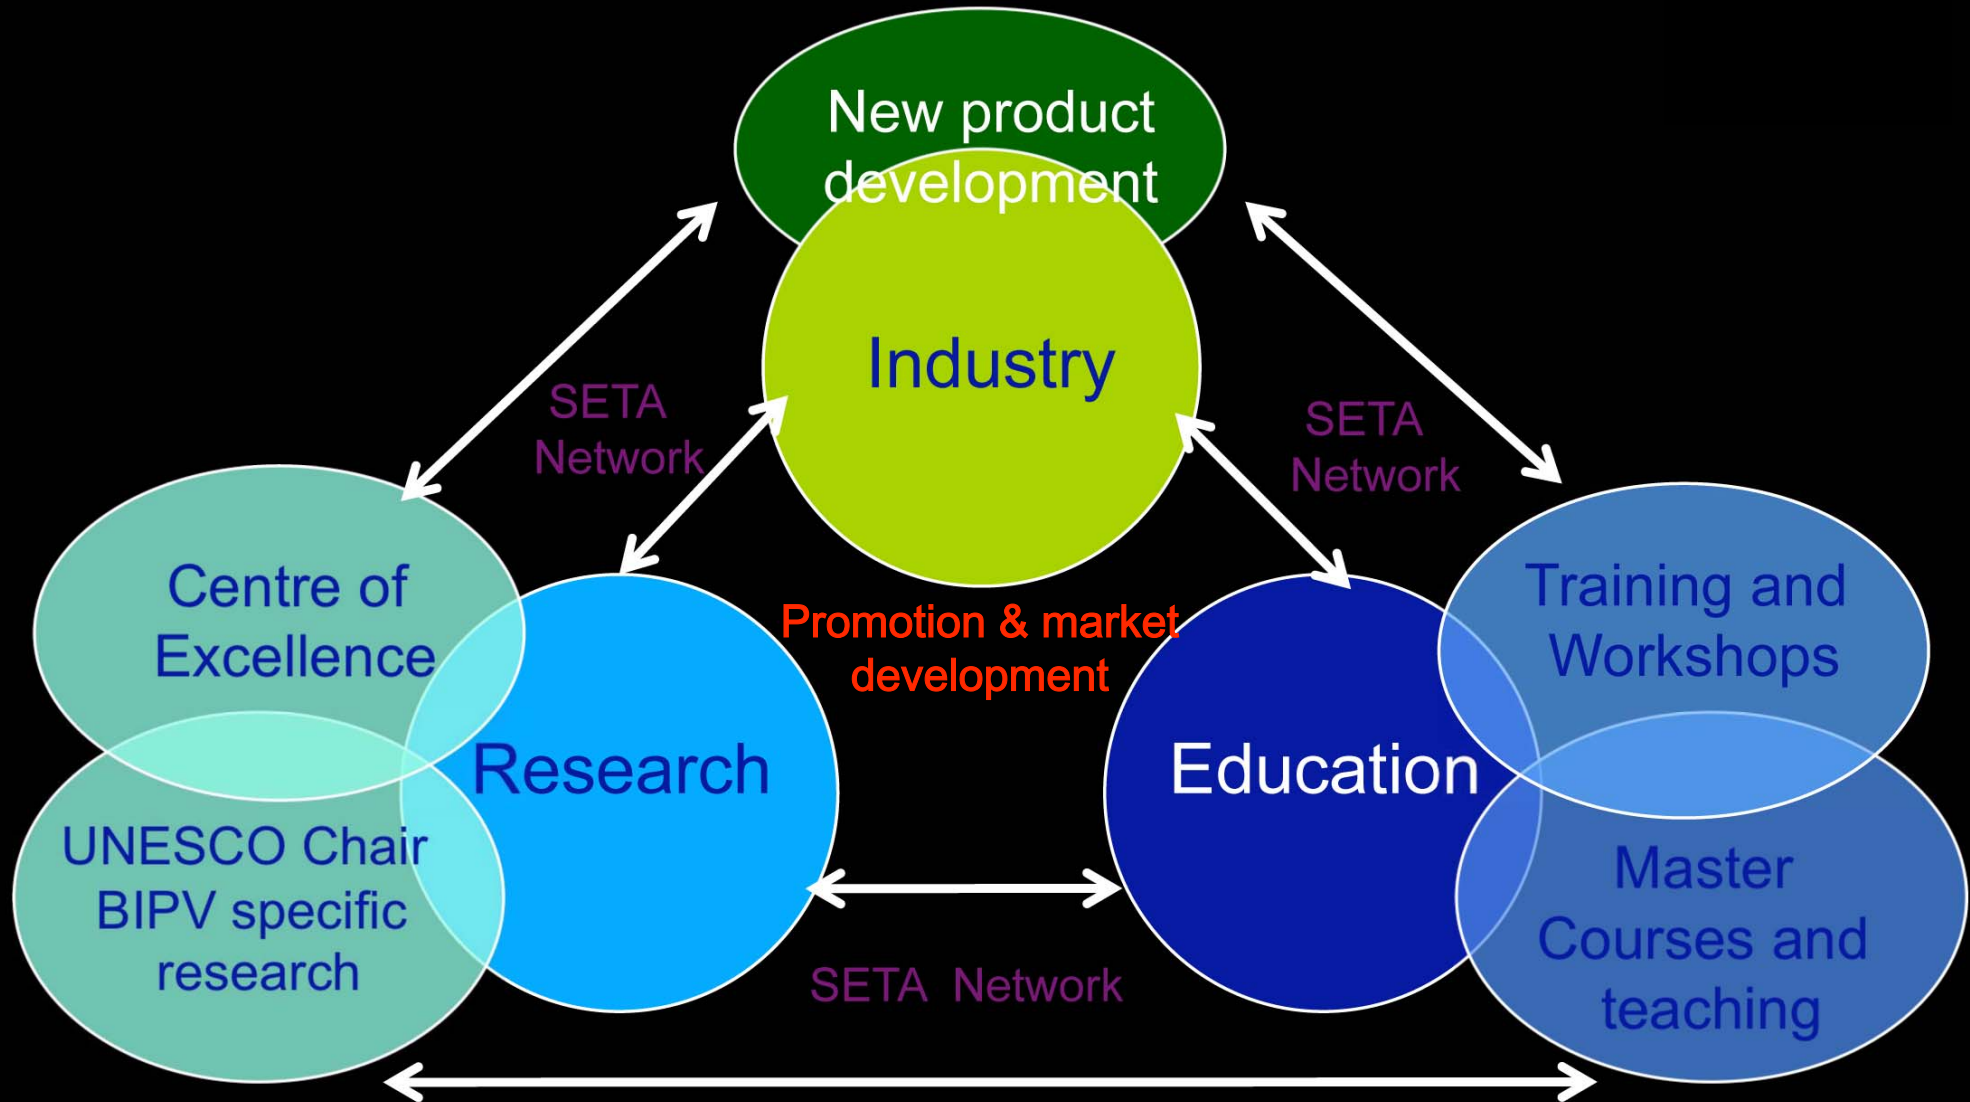 New product
development
Industry
SETA
Network
SETA
Network
Centre of
Excellence
Promotion & market
development
Training and
Workshops
Research
Education
UNESCO Chair
BIPV specific
research
Master
Courses and
teaching
SETA Network